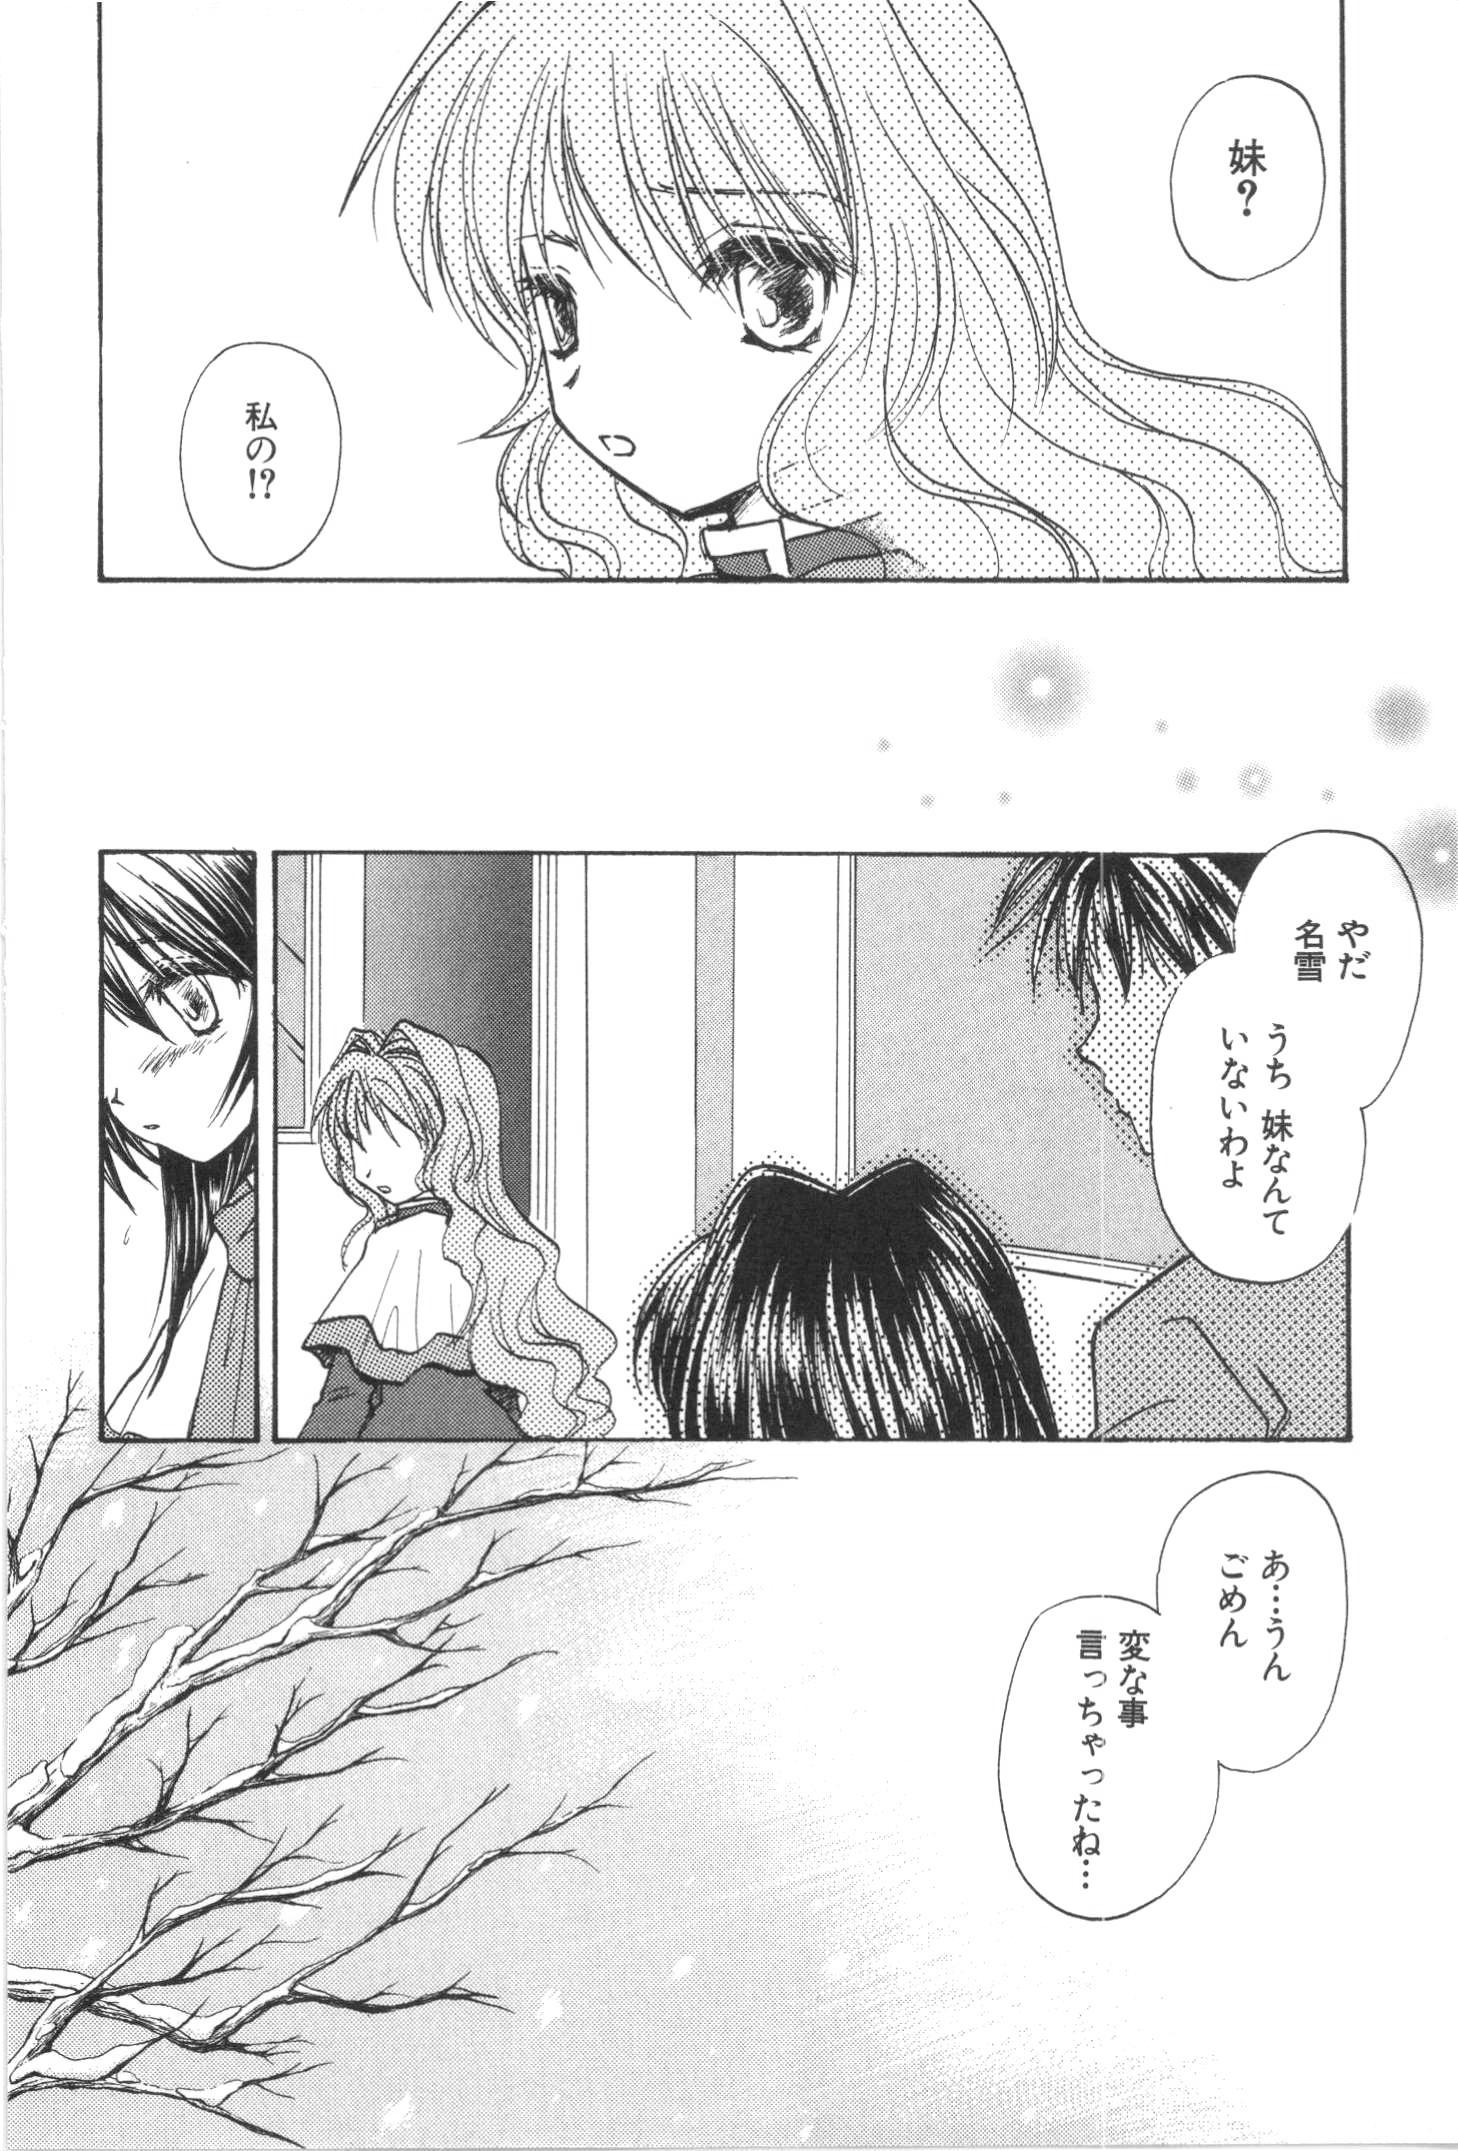 妹?
私の!?
やだ
名雪
うち 妹なんて
いないわよ
あ…うん
ごめん
変な事
言っちゃったね…